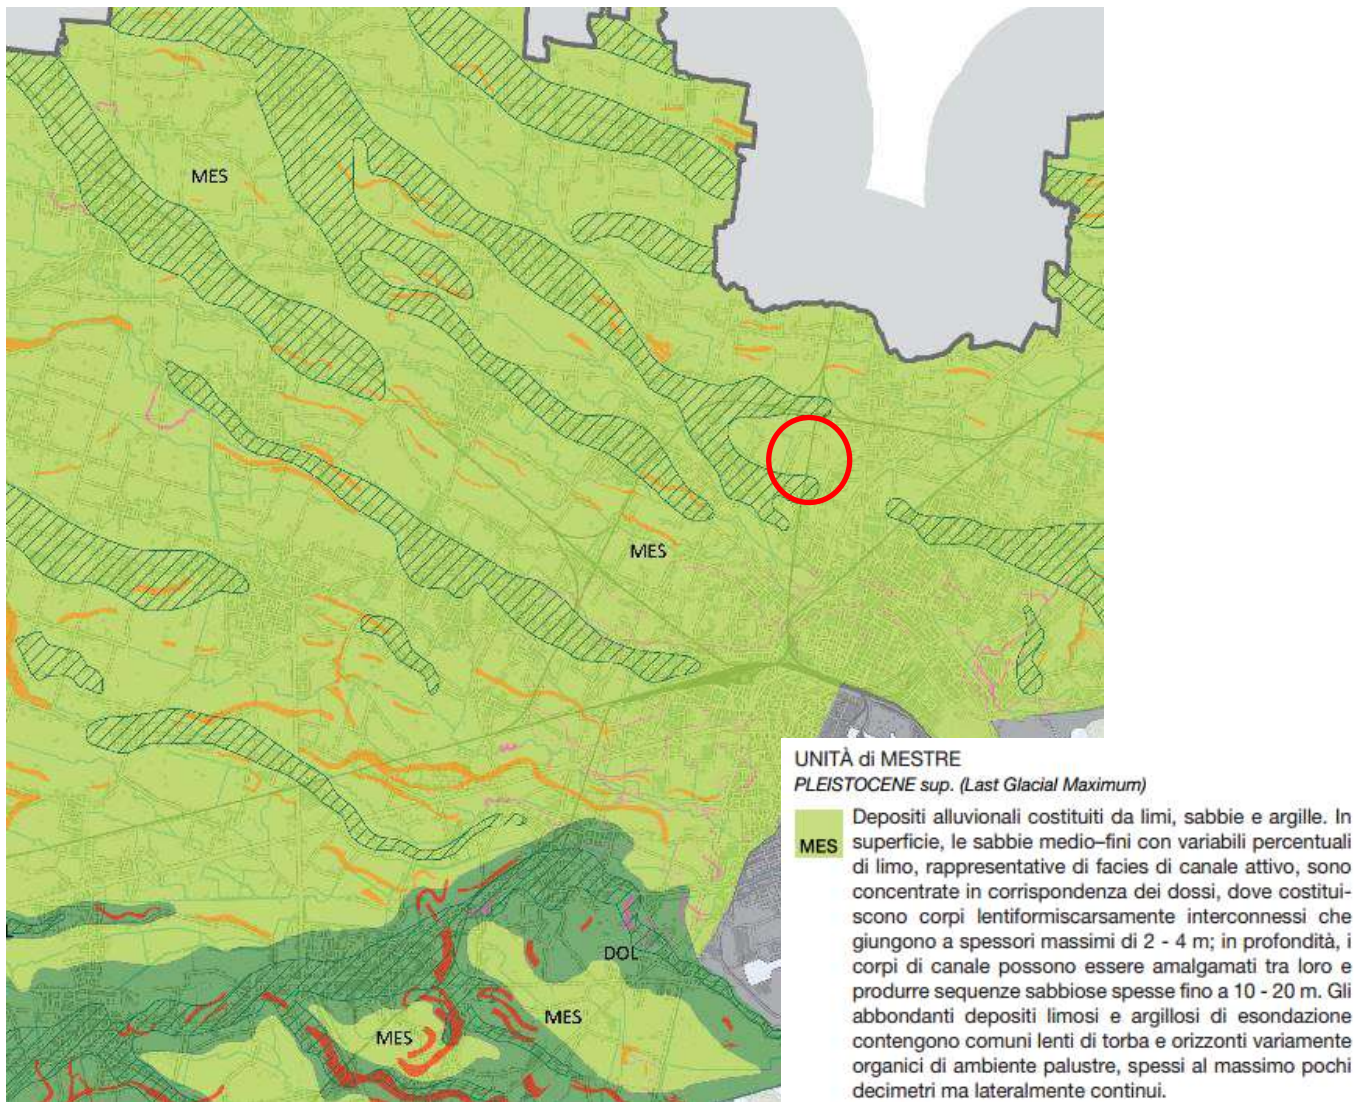 MES
MES
DOL
MES
MES
UNITÀ di MESTRE
PLEISTOCENE sup. (Last Glacial Maximum)
MES
Depositi alluvionali costituiti da limi, sabbie e argille. In
superficie, le sabbie medio–fini con variabili percentuali
di limo, rappresentative di facies di canale attivo, sono
concentrate in corrispondenza dei dossi, dove costitui-
scono corpi lentiformiscarsamente interconnessi che
giungono a spessori massimi di 2 - 4 m; in profondità, i
corpi di canale possono essere amalgamati tra loro e
produrre sequenze sabbiose spesse fino a 10 - 20 m. Gli
abbondanti depositi limosi e argillosi di esondazione
contengono comuni lenti di torba e orizzonti variamente
organici di ambiente palustre, spessi al massimo pochi
decimetri ma lateralmente continui.